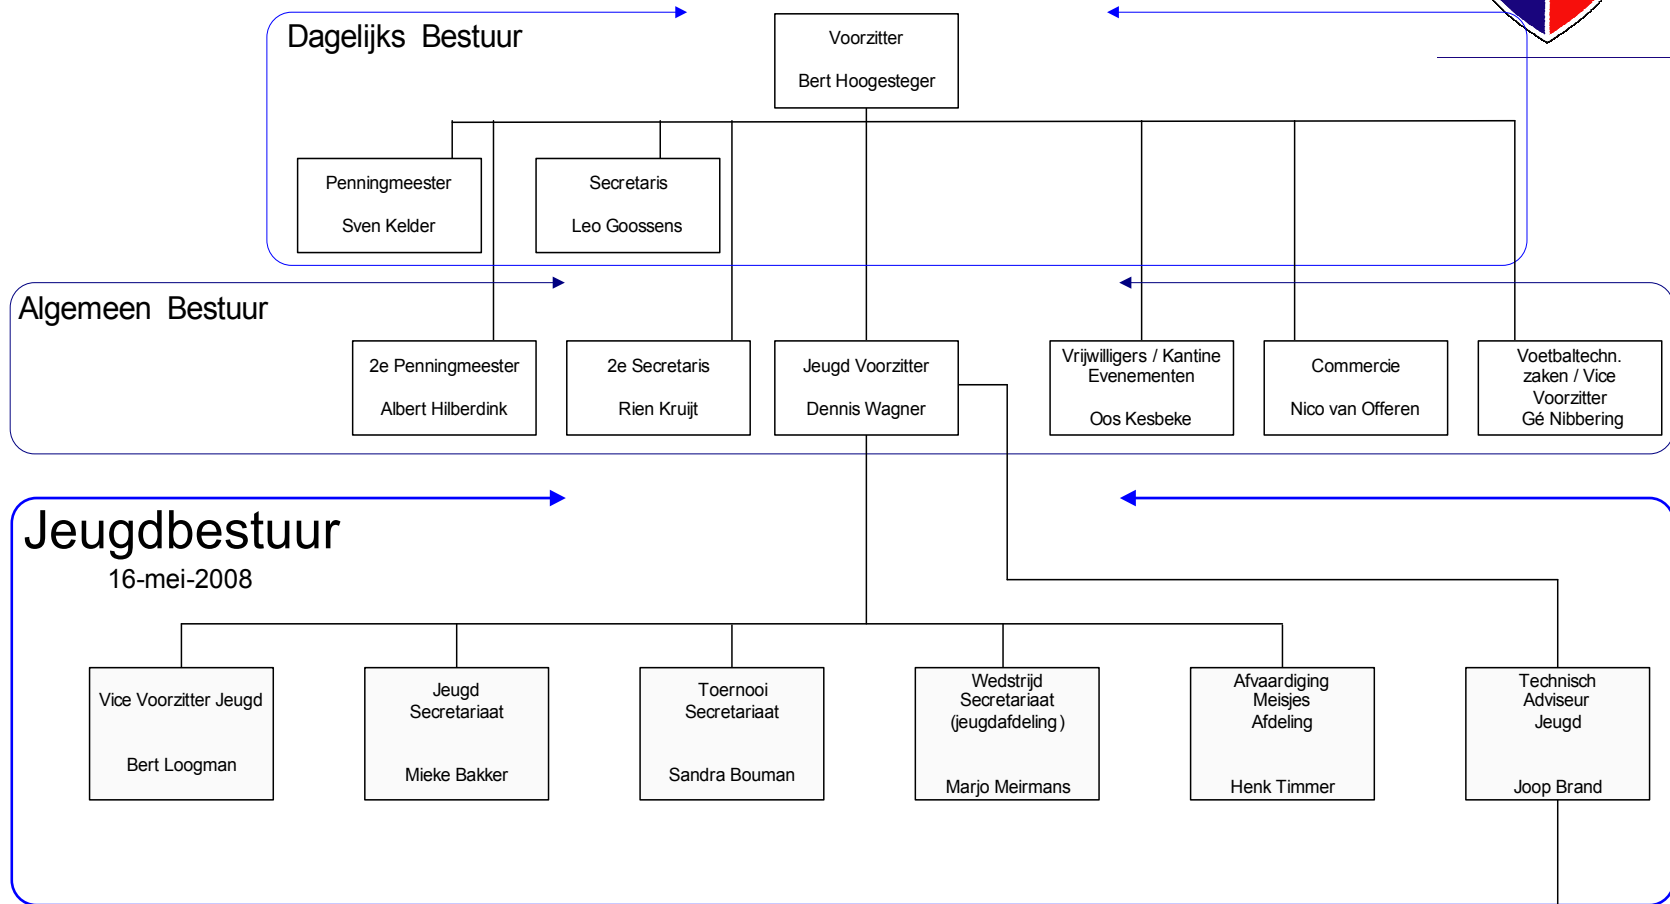 Dagelijks Bestuur
Voorzitter
Bert Hoogesteger
Penningmeester
Sven Kelder
Secretaris
Leo Goossens
Algemeen Bestuur
2e Penningmeester
Albert Hilberdink
2e Secretaris
Rien Kruijt
Jeugd Voorzitter
Dennis Wagner
Vrijwilligers / Kantine
Evenementen
Oos Kesbeke
Commercie
Nico van Offeren
Voetbaltechn.
zaken / Vice
Voorzitter
Gé Nibbering
Jeugdbestuur
16-mei-2008
Vice Voorzitter Jeugd
Bert Loogman
Jeugd
Secretariaat
Mieke Bakker
Toernooi
Secretariaat
Sandra Bouman
Wedstrijd
Secretariaat
(jeugdafdeling)
Marjo Meirmans
Afvaardiging
Meisjes
Afdeling
Henk Timmer
Technisch
Adviseur
Jeugd
Joop Brand